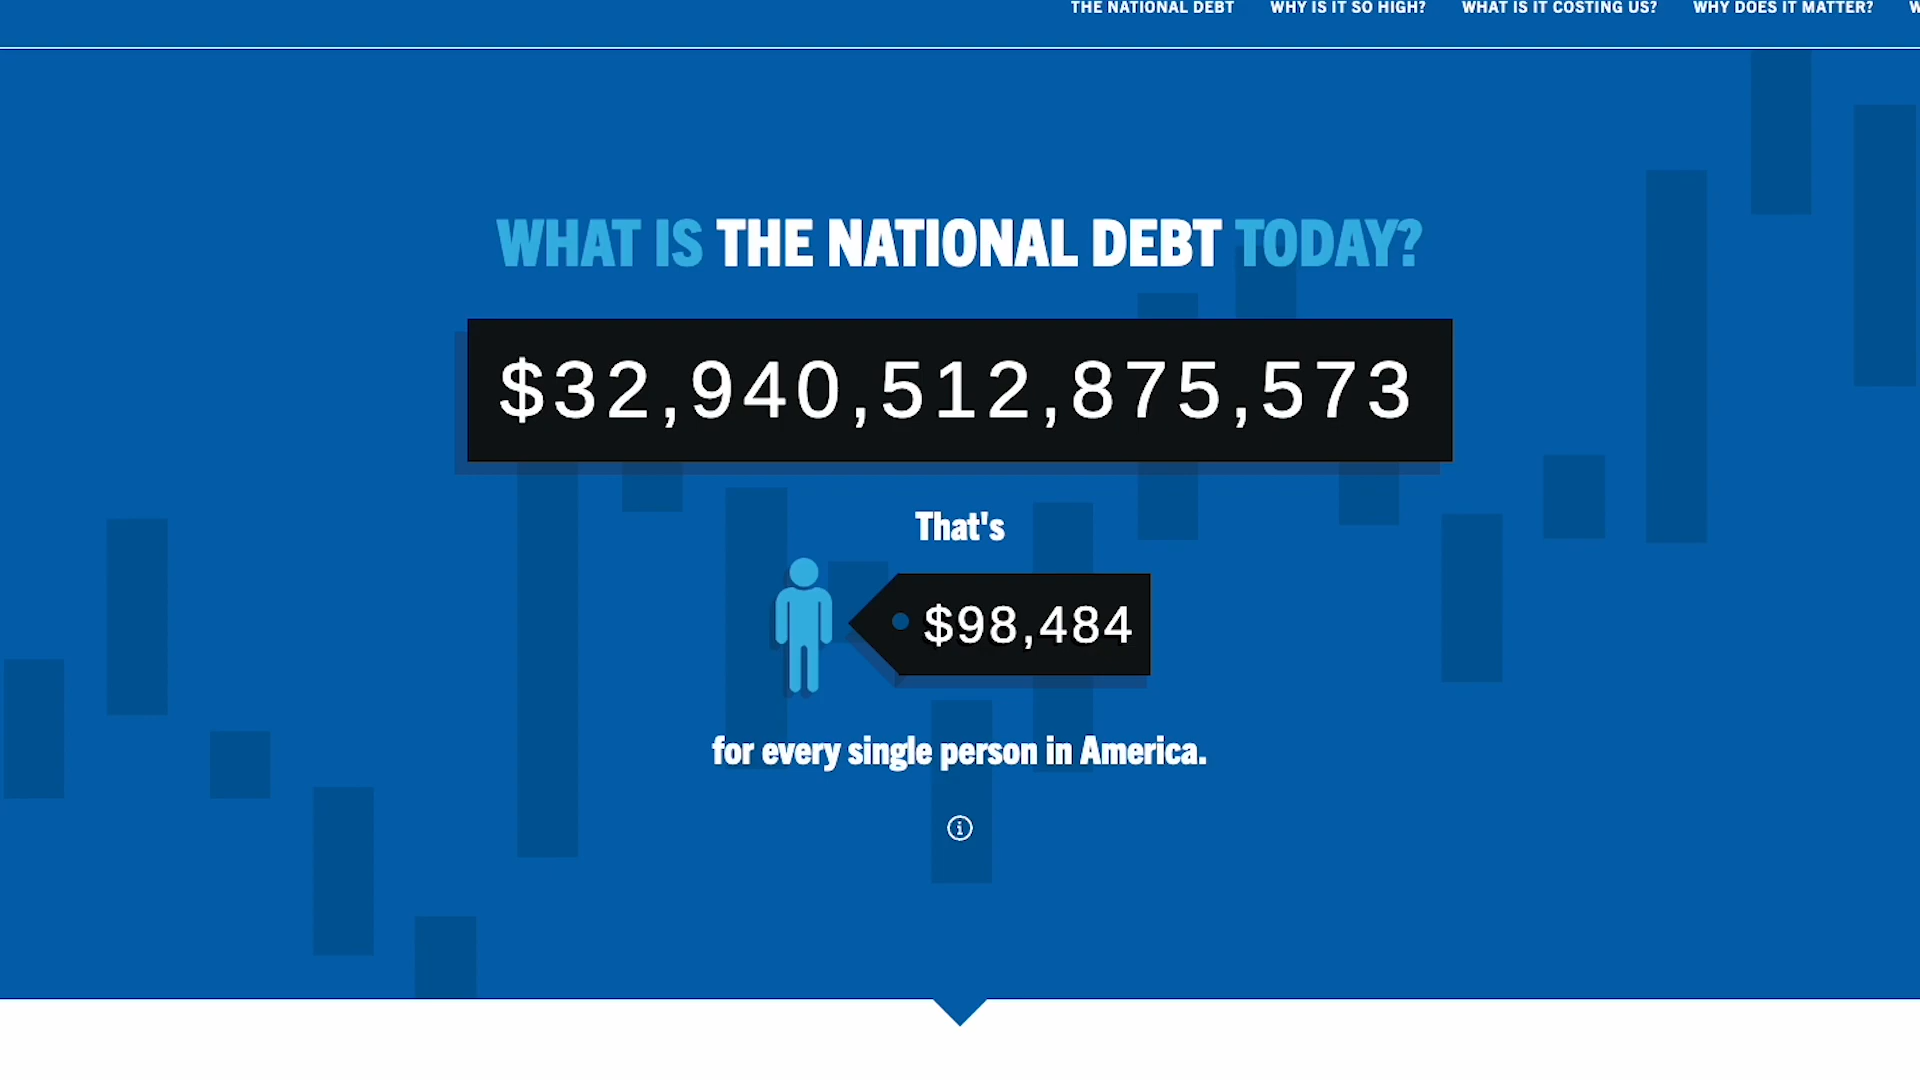 THE NATIONAL DEBT WHY IS IT SO HIGH? WHAT IS IT COSTING US? WHY DOES IT MATTER?
WHAT IS THE NATIONAL DEBT TODAY?
$32,940,512,875,573
That's
$98,484
for every single person in America.